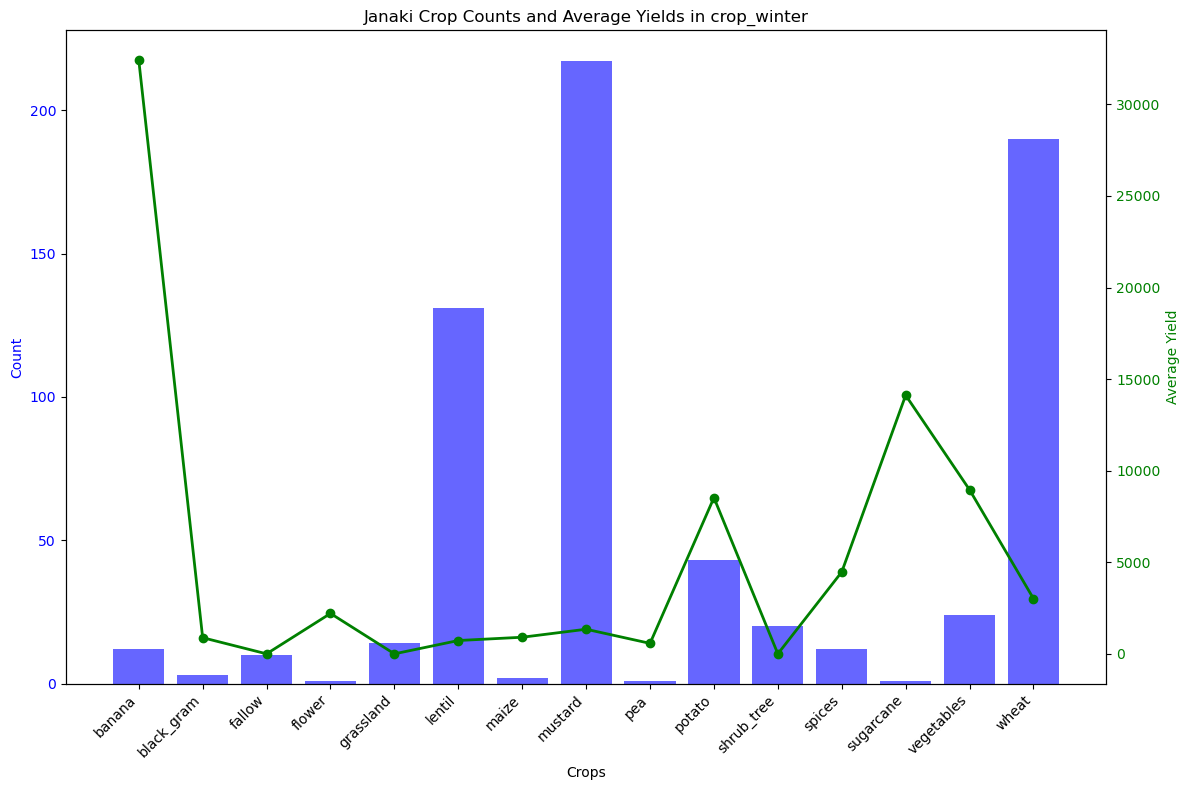 Janaki Crop Counts and Average Yields in crop_winter
Count
200
150
100
50
0
30000
25000
20000
15000
10000
5000
0
Average Yield
banana
black_gram
fallow
flower
grassland
lentil
maize
mustard
pea
potato
shrub_tree
spices
sugarcane
vegetables
wheat
Crops